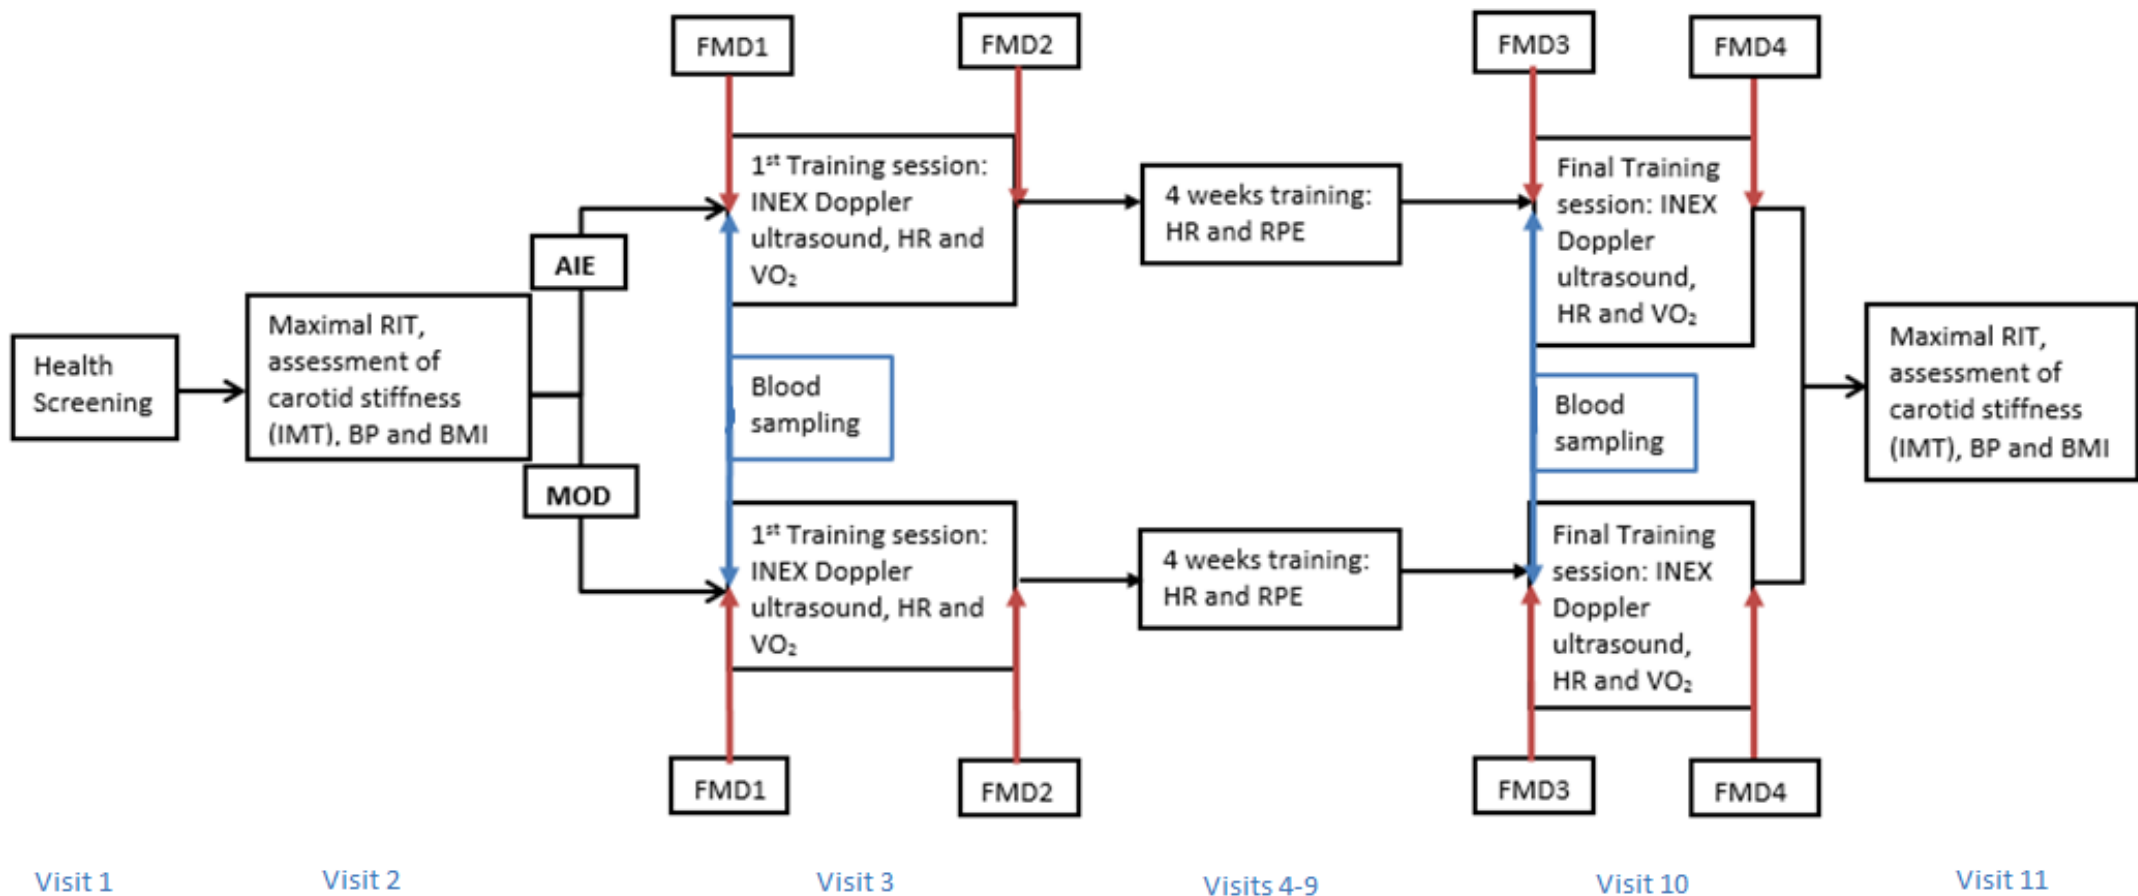 FMD1
FMD2
FMD3
FMD4
1st Training session:
INEX Doppler
ultrasound, HR and
VO₂
4 weeks training:
HR and RPE
Final Training
session: INEX
Doppler
ultrasound,
HR and VO₂
AIE
Health
Screening
Maximal RIT,
assessment of
carotid stiffness
(IMT), BP and BMI
MOD
Blood
sampling
Blood
sampling
Maximal RIT,
assessment of
carotid stiffness
(IMT), BP and BMI
1st Training session:
INEX Doppler
ultrasound, HR and
VO₂
4 weeks training:
HR and RPE
Final Training
session: INEX
Doppler
ultrasound,
HR and VO₂
FMD1
FMD2
FMD3
FMD4
Visit 1
Visit 2
Visit 3
Visits 4-9
Visit 10
Visit 11